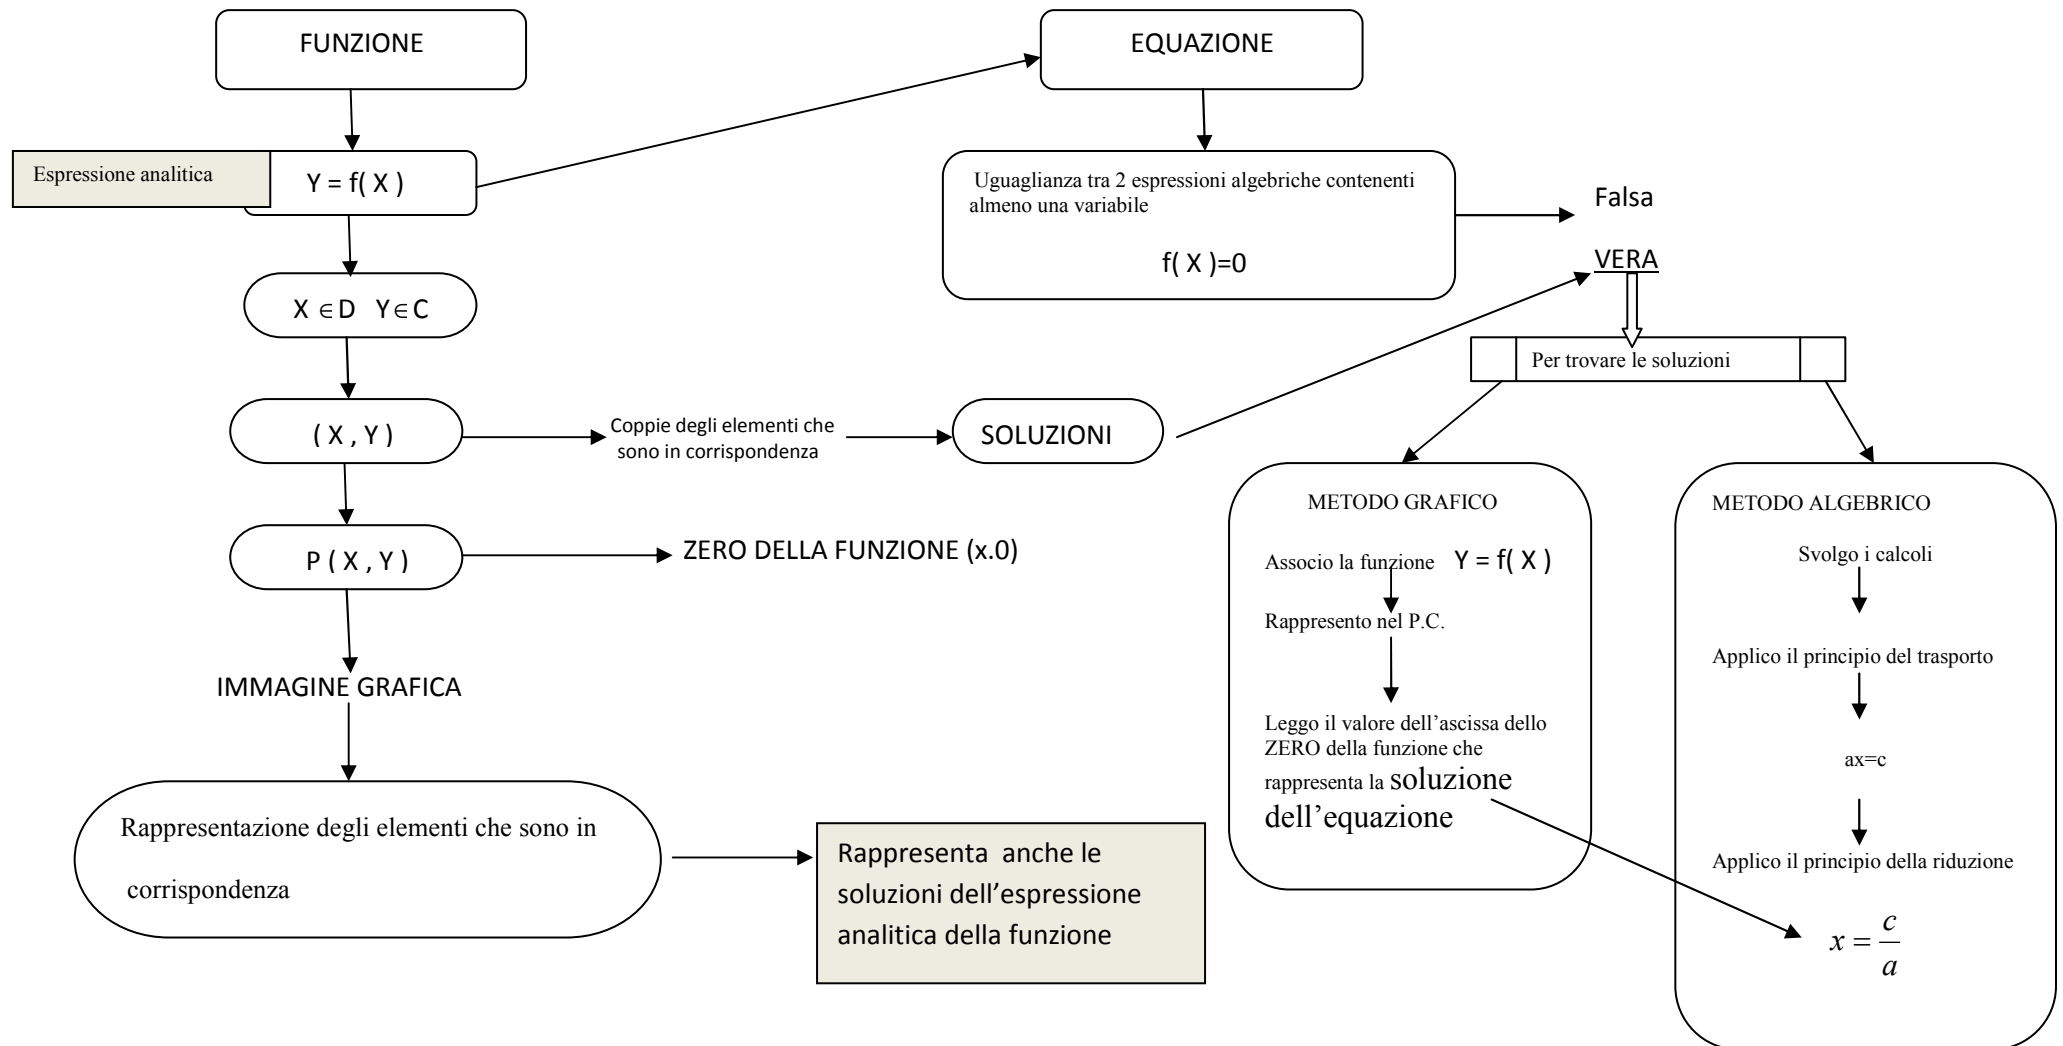 FUNZIONE
EQUAZIONE
Espressione analitica
Y = f( X )
Uguaglianza tra 2 espressioni algebriche contenenti
almeno una variabile
f( X )=0
Falsa
VERA
X ∈ D Y ∈ C
Per trovare le soluzioni
( X , Y )
Coppie degli elementi che
sono in corrispondenza
SOLUZIONI
P ( X , Y )
ZERO DELLA FUNZIONE (x.0)
IMMAGINE GRAFICA
Rappresentazione degli elementi che sono in
corrispondenza
Rappresenta anche le
soluzioni dell’espressione
analitica della funzione
METODO GRAFICO
Associo la funzione Y = f( X )
Rappresento nel P.C.
Leggo il valore dell’ascissa dello
ZERO della funzione che
rappresenta la soluzione
dell’equazione
METODO ALGEBRICO
Svolgo i calcoli
Applico il principio del trasporto
ax=c
Applico il principio della riduzione
x = c/a